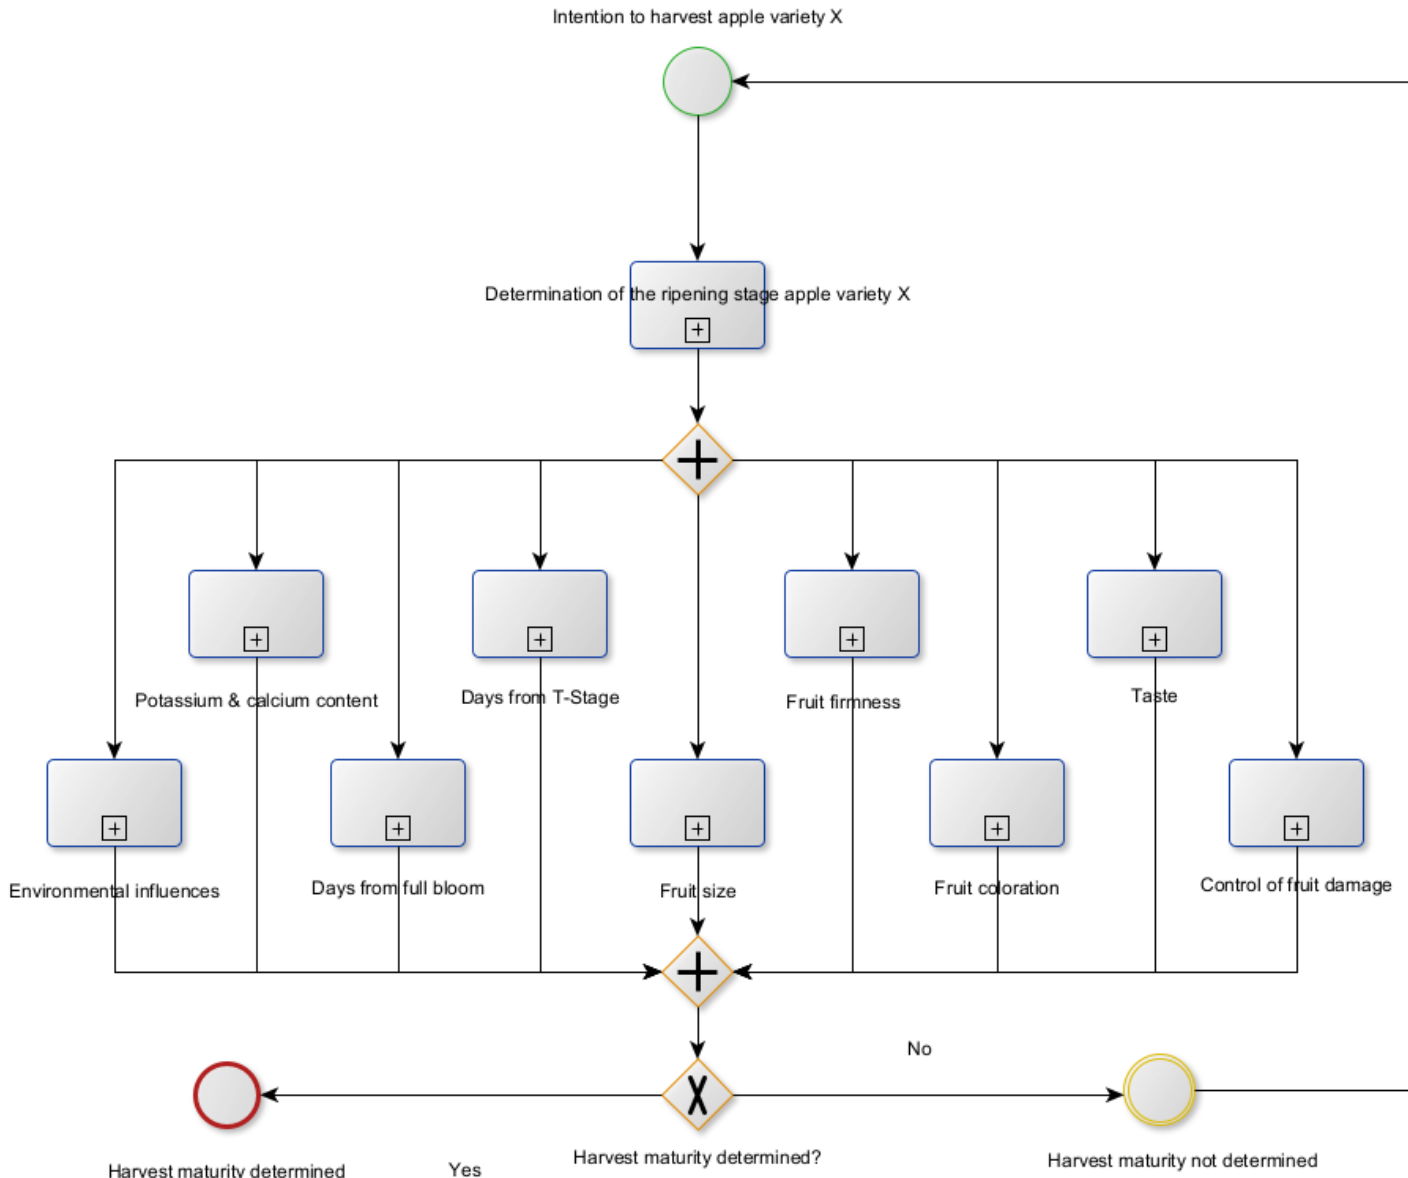 Intention to harvest apple variety X
Determination of the ripening stage apple variety X
Potassium & calcium content
Days from T-Stage
Fruit firmness
Taste
Environmental influences
Days from full bloom
Fruit size
Fruit coloration
Control of fruit damage
No
Harvest maturity determined
Yes
Harvest maturity determined?
Harvest maturity not determined